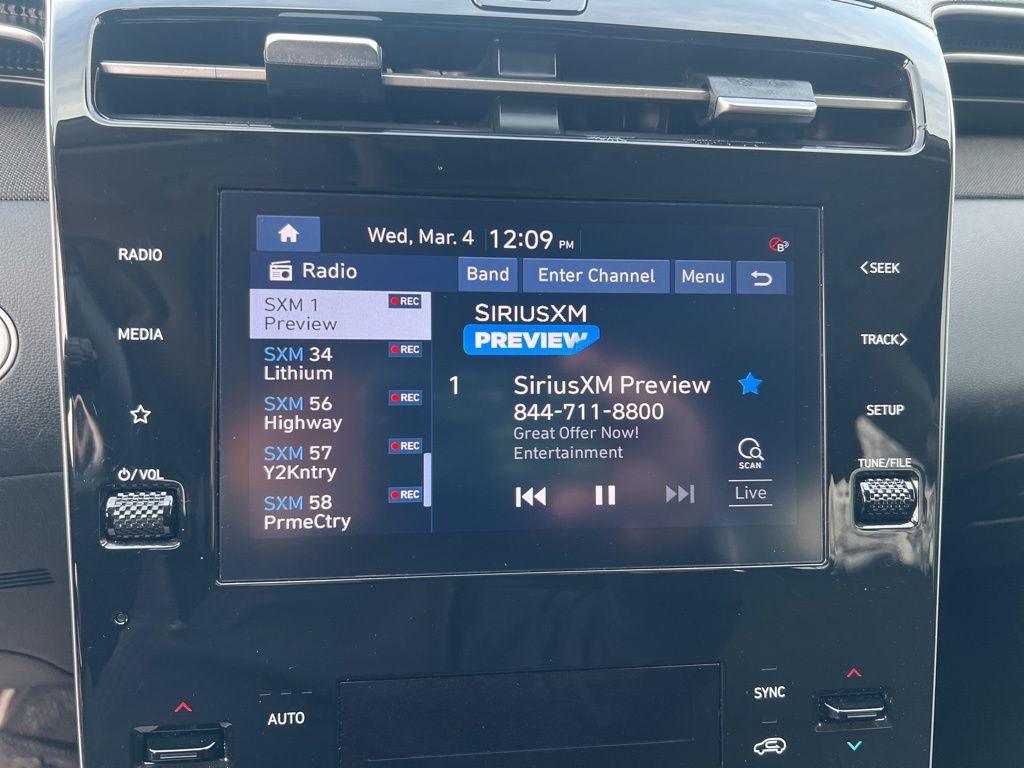 Wed, Mar. 4 12:09 PM
B
RADIO
Radio
Band
Enter Channel
Menu
<SEEK
SXM 1
REC
Preview
SIRIUSXM
PREVIEW
MEDIA
TRACK>
SXM 34
REC
Lithium
1
SiriusXM Preview
844-711-8800
Great Offer Now!
Entertainment
SXM 56
REC
Highway
SETUP
SXM 57
REC
Y2Kntry
SCAN
Live
VOL
TUNE/FILE
SXM 58
REC
PrmeCtry
AUTO
SYNC